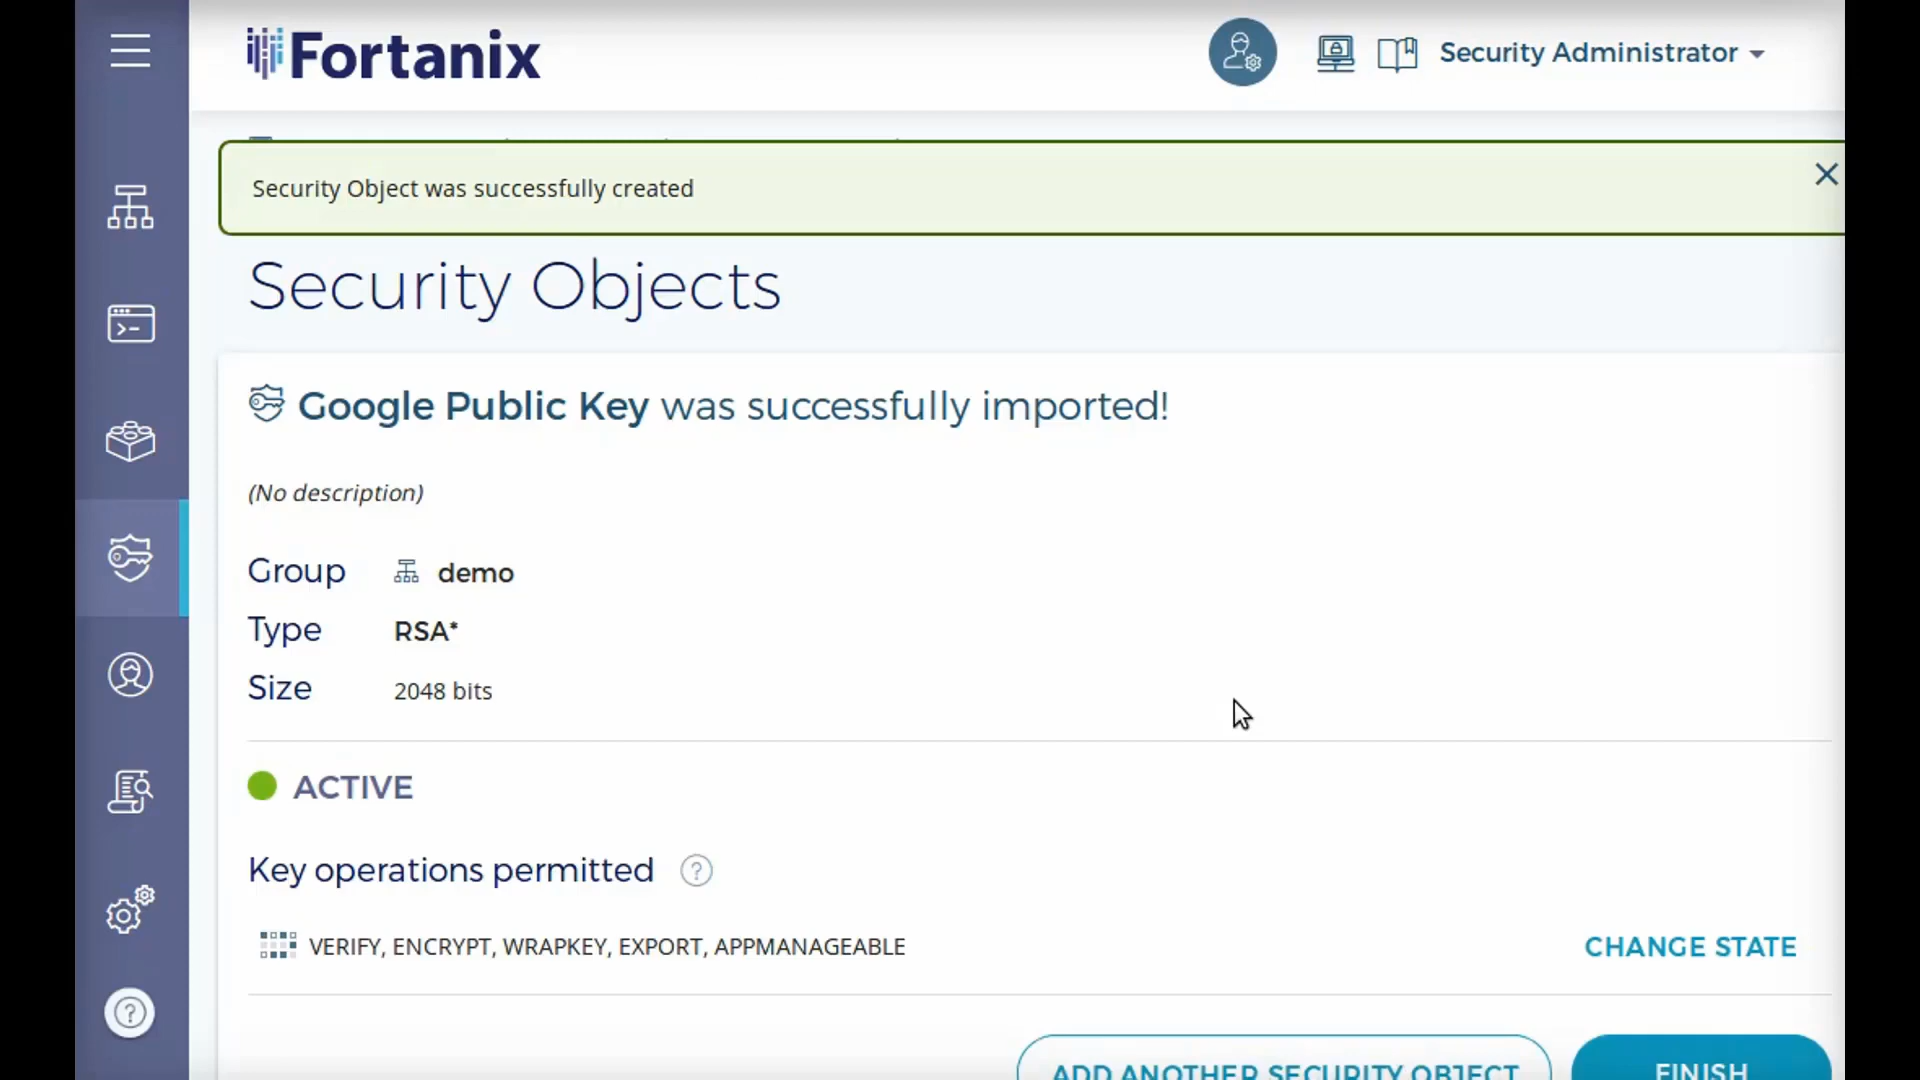 Fortanix
Security Administrator
Security Object was successfully created
Security Objects
Google Public Key was successfully imported!
(No description)
Group demo
Type RSA*
Size 2048 bits
ACTIVE
Key operations permitted ?
VERIFY, ENCRYPT, WRAPKEY, EXPORT, APPMANAGEABLE
CHANGE STATE
ADD ANOTHER SECURITY OBJECT
FINISH
?